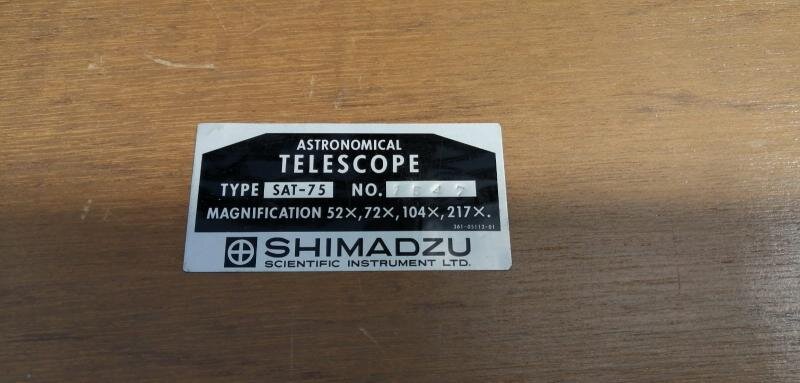 ASTRONOMICAL
TELESCOPE
TYPE SAT-75 NO.
MAGNIFICATION 52×, 72×, 104×, 217×.
361-05112-01
SHIMADZU
SCIENTIFIC INSTRUMENT LTD.